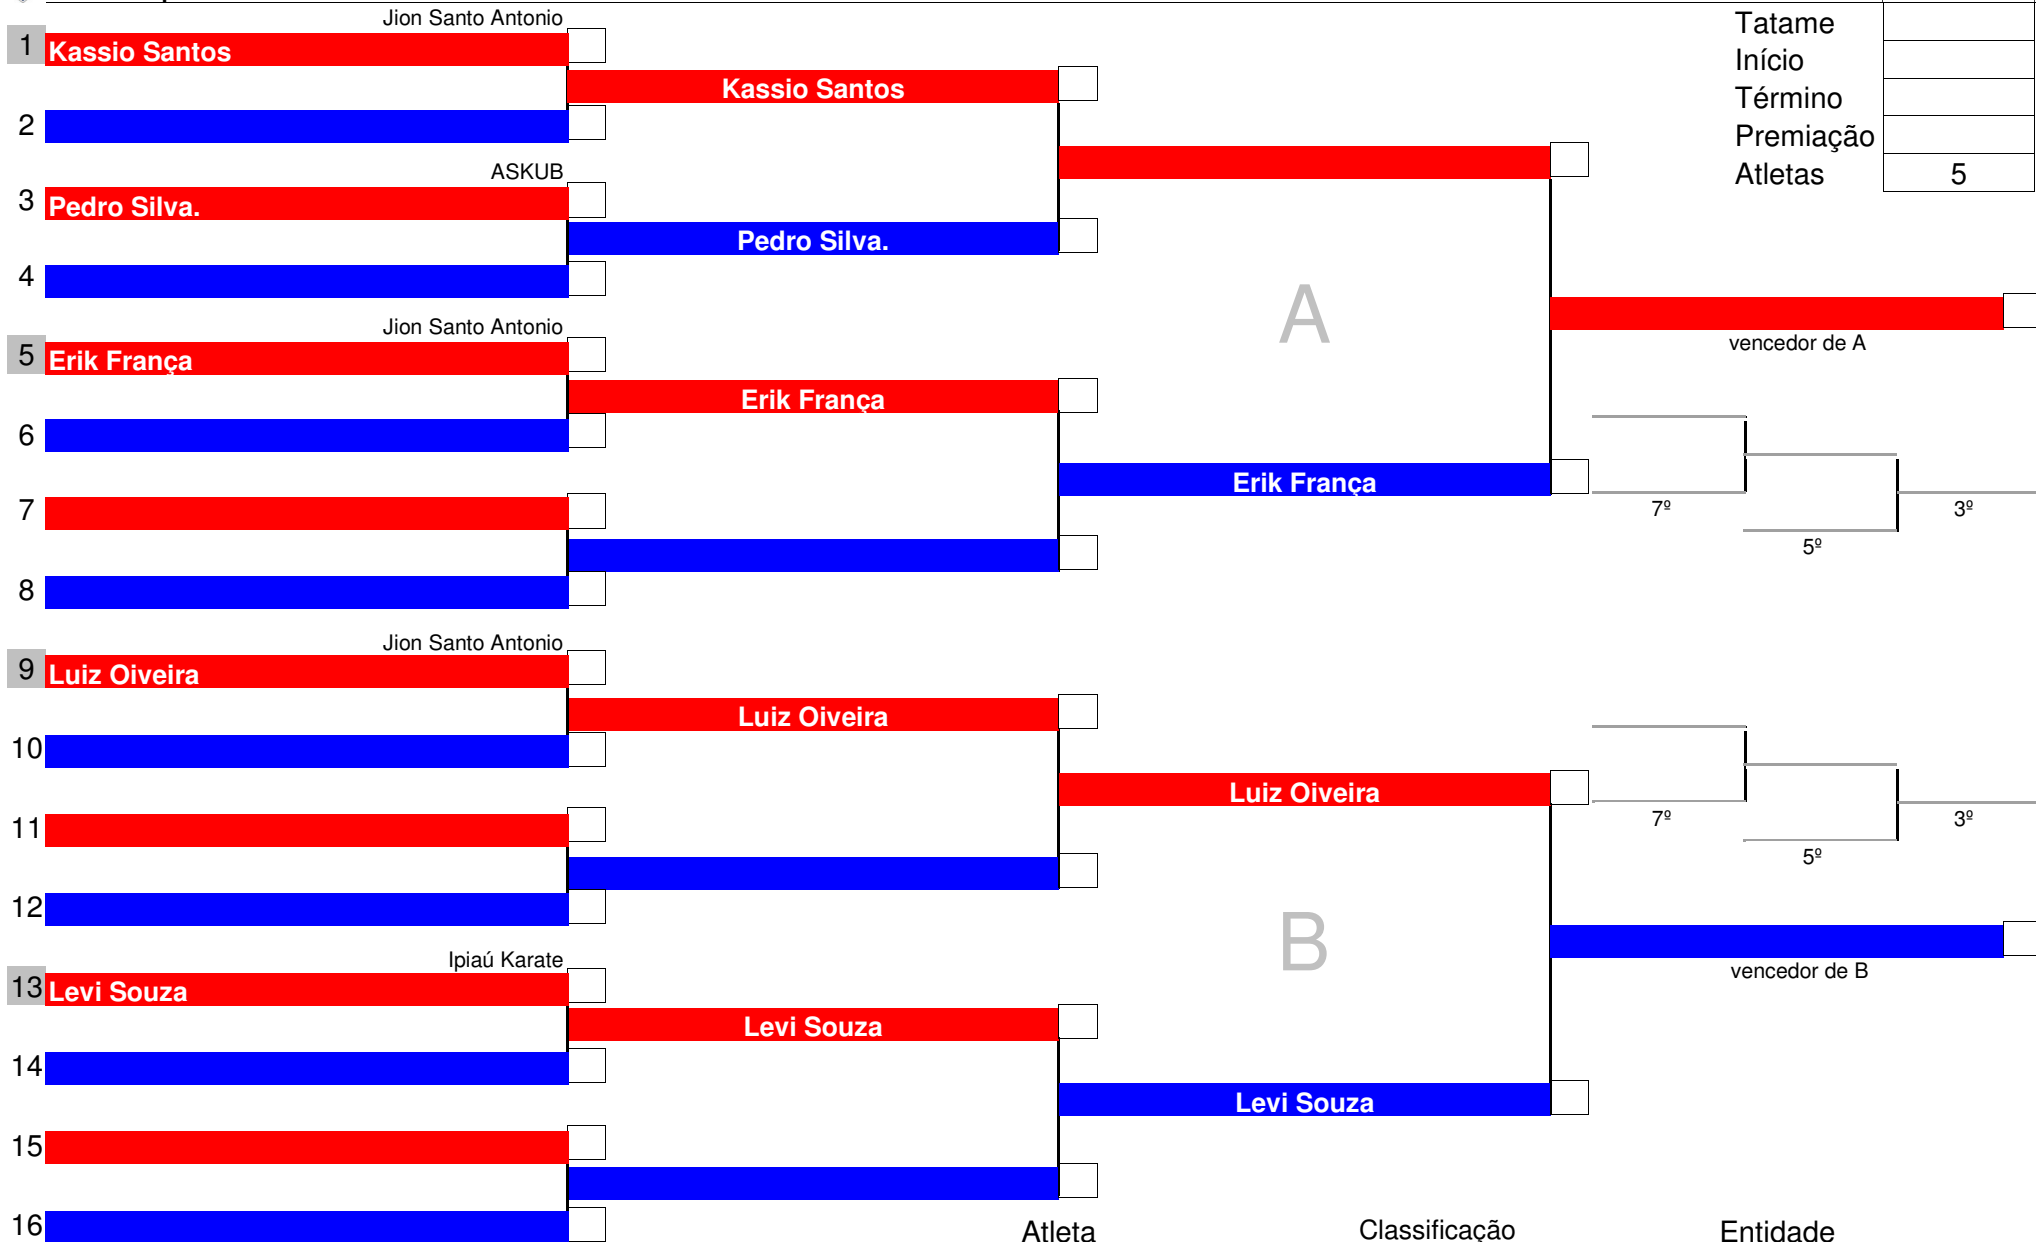 Jion Santo Antonio
1 Kassio Santos
Kassio Santos
2
ASKUB
3 Pedro Silva.
Pedro Silva.
4
Jion Santo Antonio
5 Erik França
Erik França
6
Erik França
7
8
Jion Santo Antonio
9 Luiz Oiveira
Luiz Oiveira
10
Luiz Oiveira
11
12
Ipiaú Karate
13 Levi Souza
Levi Souza
14
Levi Souza
15
16
A
B
Tatame
Início
Término
Premiação
Atletas 5
vencedor de A
7º
3º
5º
7º
3º
5º
vencedor de B
Atleta Classificação Entidade